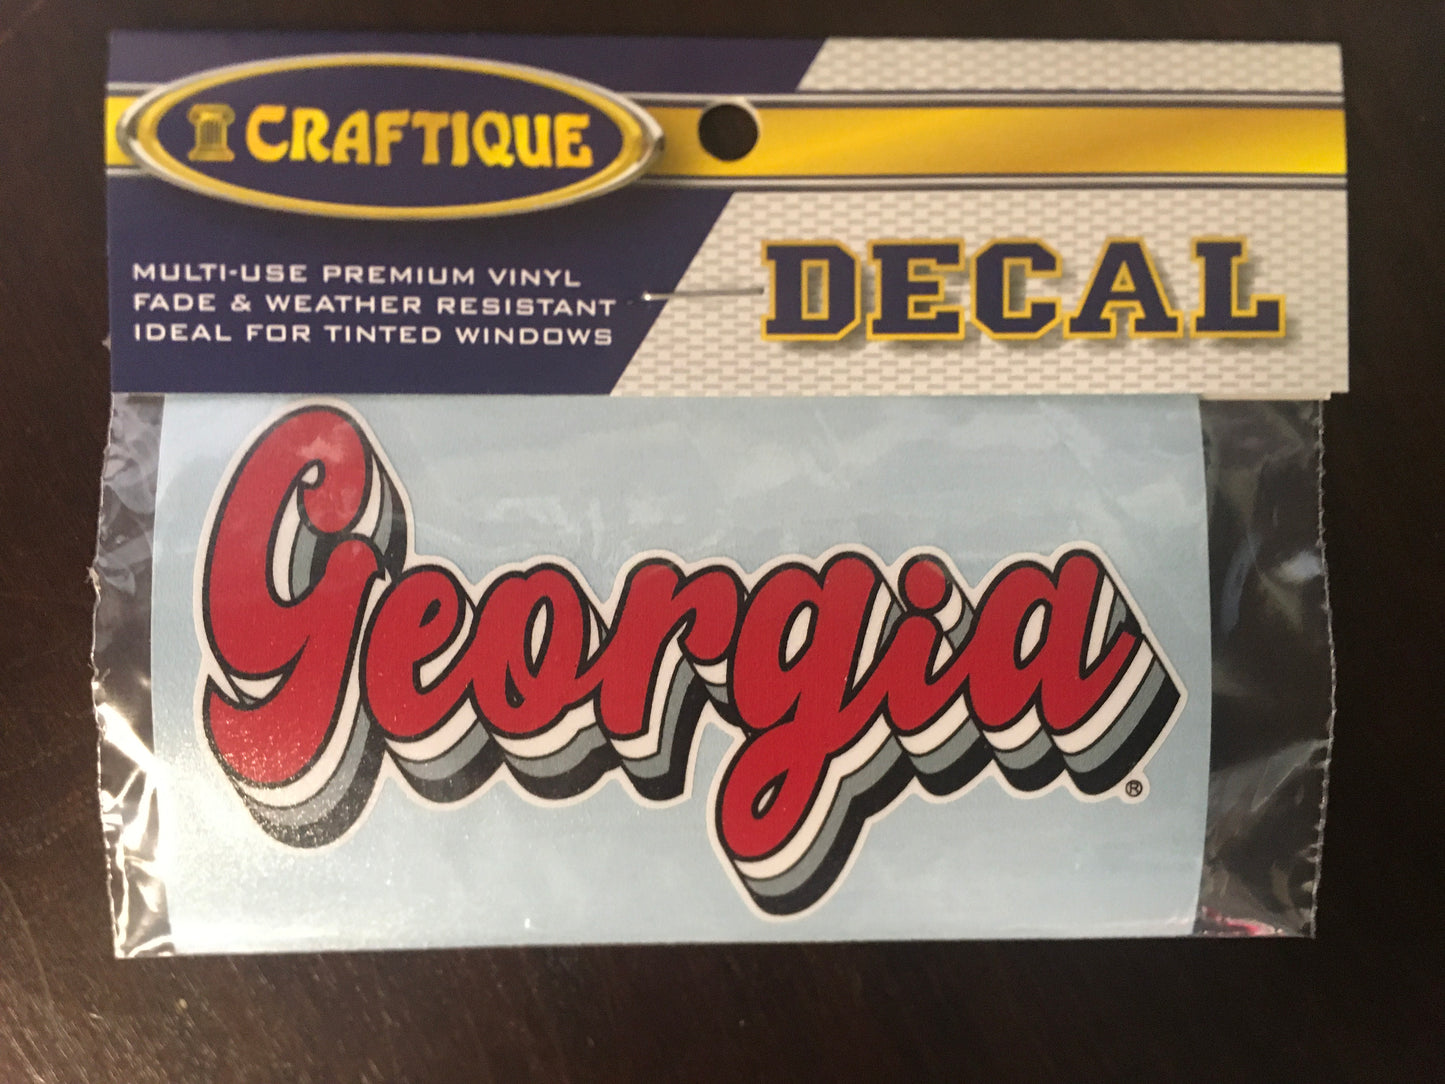 CRAFTIQUE
MULTI-USE PREMIUM VINYL
FADE & WEATHER RESISTANT
IDEAL FOR TINTED WINDOWS
DECAL
Georgia
®